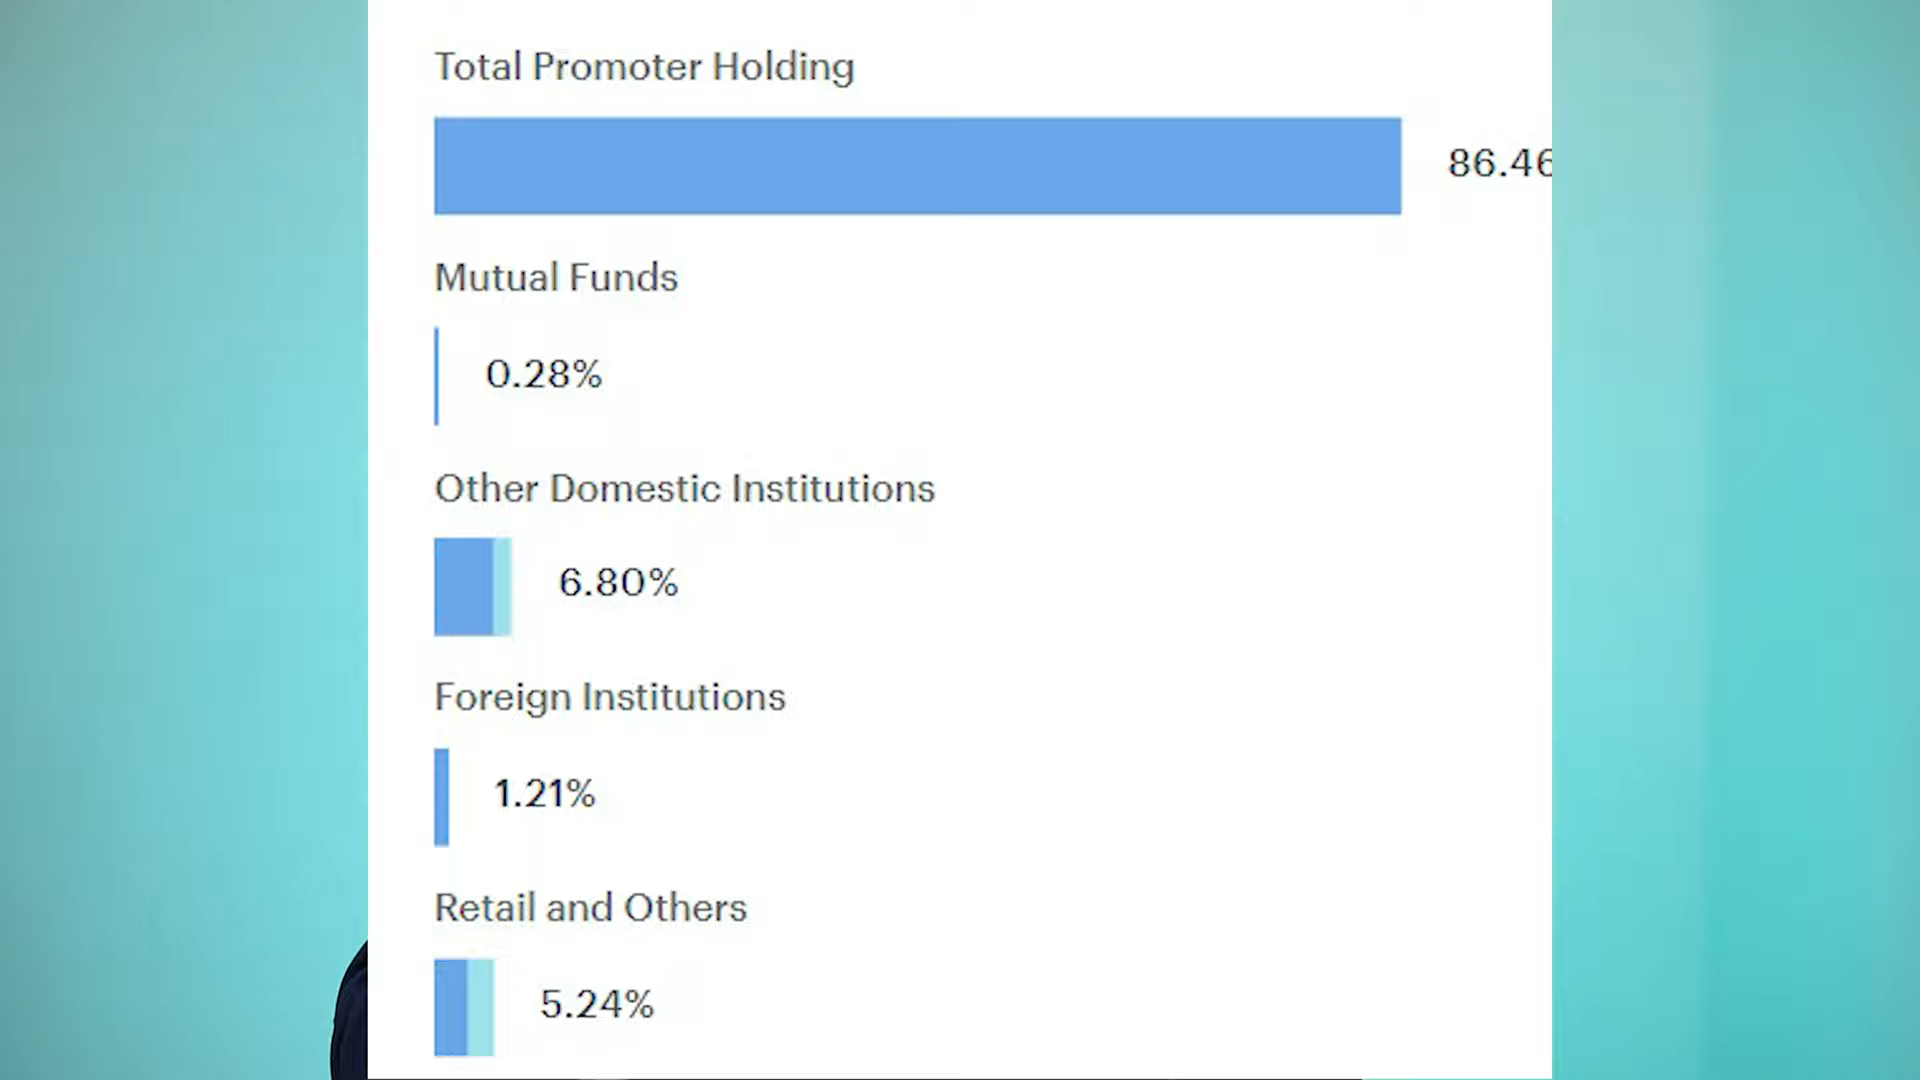 Total Promoter Holding
86.46
Mutual Funds
0.28%
Other Domestic Institutions
6.80%
Foreign Institutions
1.21%
Retail and Others
5.24%